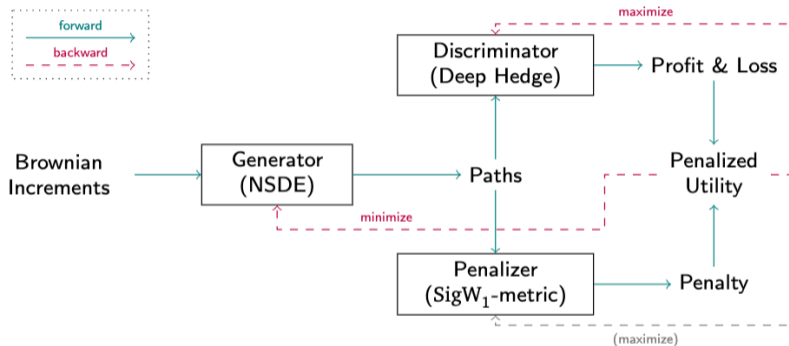 forward
backward
maximize
Discriminator
(Deep Hedge)
Profit & Loss
Brownian
Increments
Generator
(NSDE)
Paths
Penalized
Utility
minimize
Penalizer
(SigW₁-metric)
Penalty
(maximize)